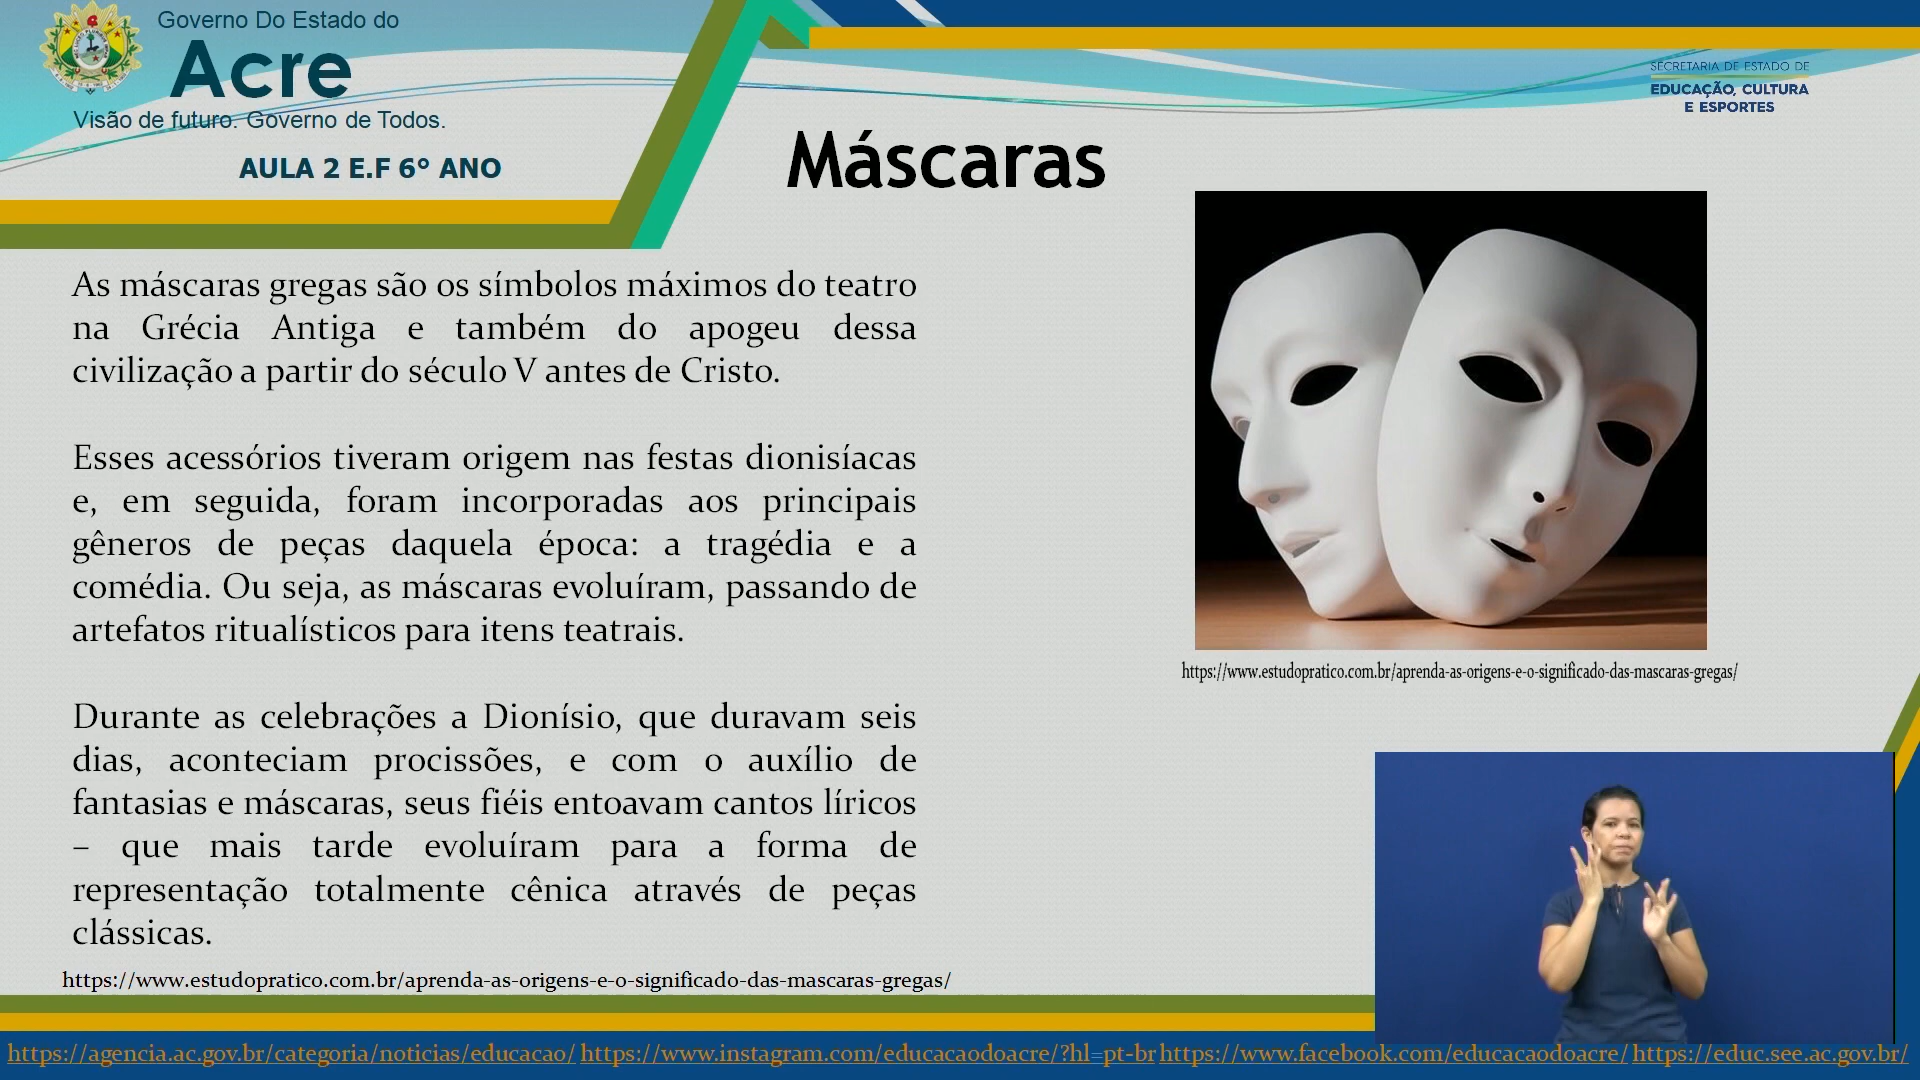 Governo Do Estado do
Acre
Visão de futuro. Governo de Todos.
AULA 2 E.F 6° ANO
SECRETARIA DE ESTADO DE
EDUCAÇÃO, CULTURA
E ESPORTES
Máscaras
As máscaras gregas são os símbolos máximos do teatro
na Grécia Antiga e também do apogeu dessa
civilização a partir do século V antes de Cristo.
Esses acessórios tiveram origem nas festas dionisíacas
e, em seguida, foram incorporadas aos principais
gêneros de peças daquela época: a tragédia e a
comédia. Ou seja, as máscaras evoluíram, passando de
artefatos ritualísticos para itens teatrais.
Durante as celebrações a Dionísio, que duravam seis
dias, aconteciam procissões, e com o auxílio de
fantasias e máscaras, seus fiéis entoavam cantos líricos
– que mais tarde evoluíram para a forma de
representação totalmente cênica através de peças
clássicas.
https://www.estudopratico.com.br/aprenda-as-origens-e-o-significado-das-mascaras-gregas/
https://www.estudopratico.com.br/aprenda-as-origens-e-o-significado-das-mascaras-gregas/
https://agencia.ac.gov.br/categoria/noticias/educacao/ https://www.instagram.com/educacaodoacre/?hl=pt-br https://www.facebook.com/educacaodoacre/ https://educ.see.ac.gov.br/